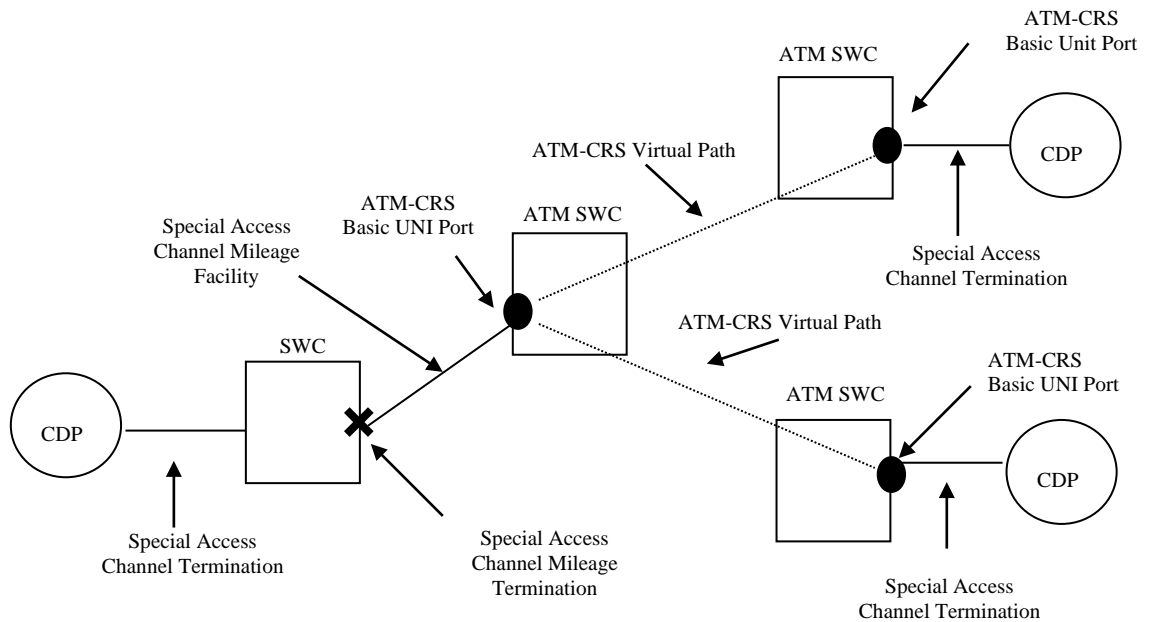 ATM-CRS
Basic Unit Port
ATM SWC
CDP
ATM-CRS Virtual Path
ATM-CRS
Basic UNI Port
ATM SWC
Special Access
Channel Mileage
Facility
Special Access
Channel Termination
ATM-CRS Virtual Path
SWC
ATM-CRS
Basic UNI Port
ATM SWC
CDP
CDP
Special Access
Channel Termination
Special Access
Channel Mileage
Termination
Special Access
Channel Termination